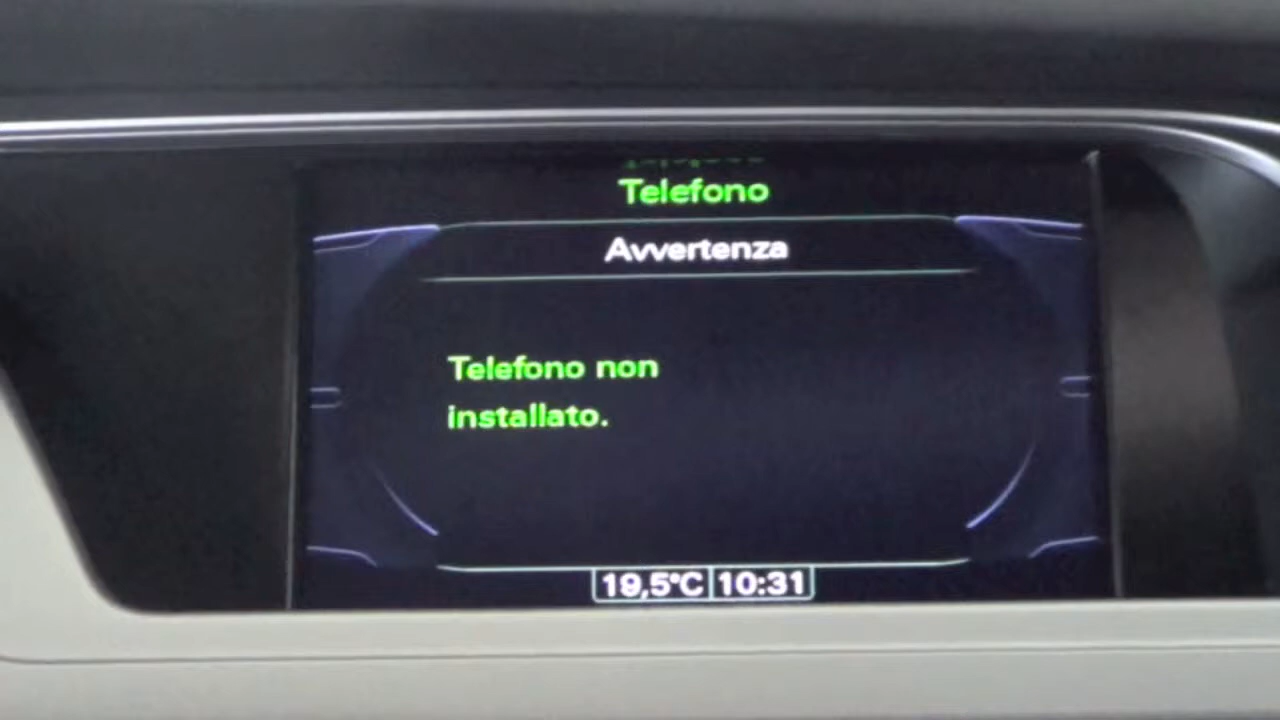 Telefono
Avvertenza
Telefono non
installato.
19,5°C 10:31